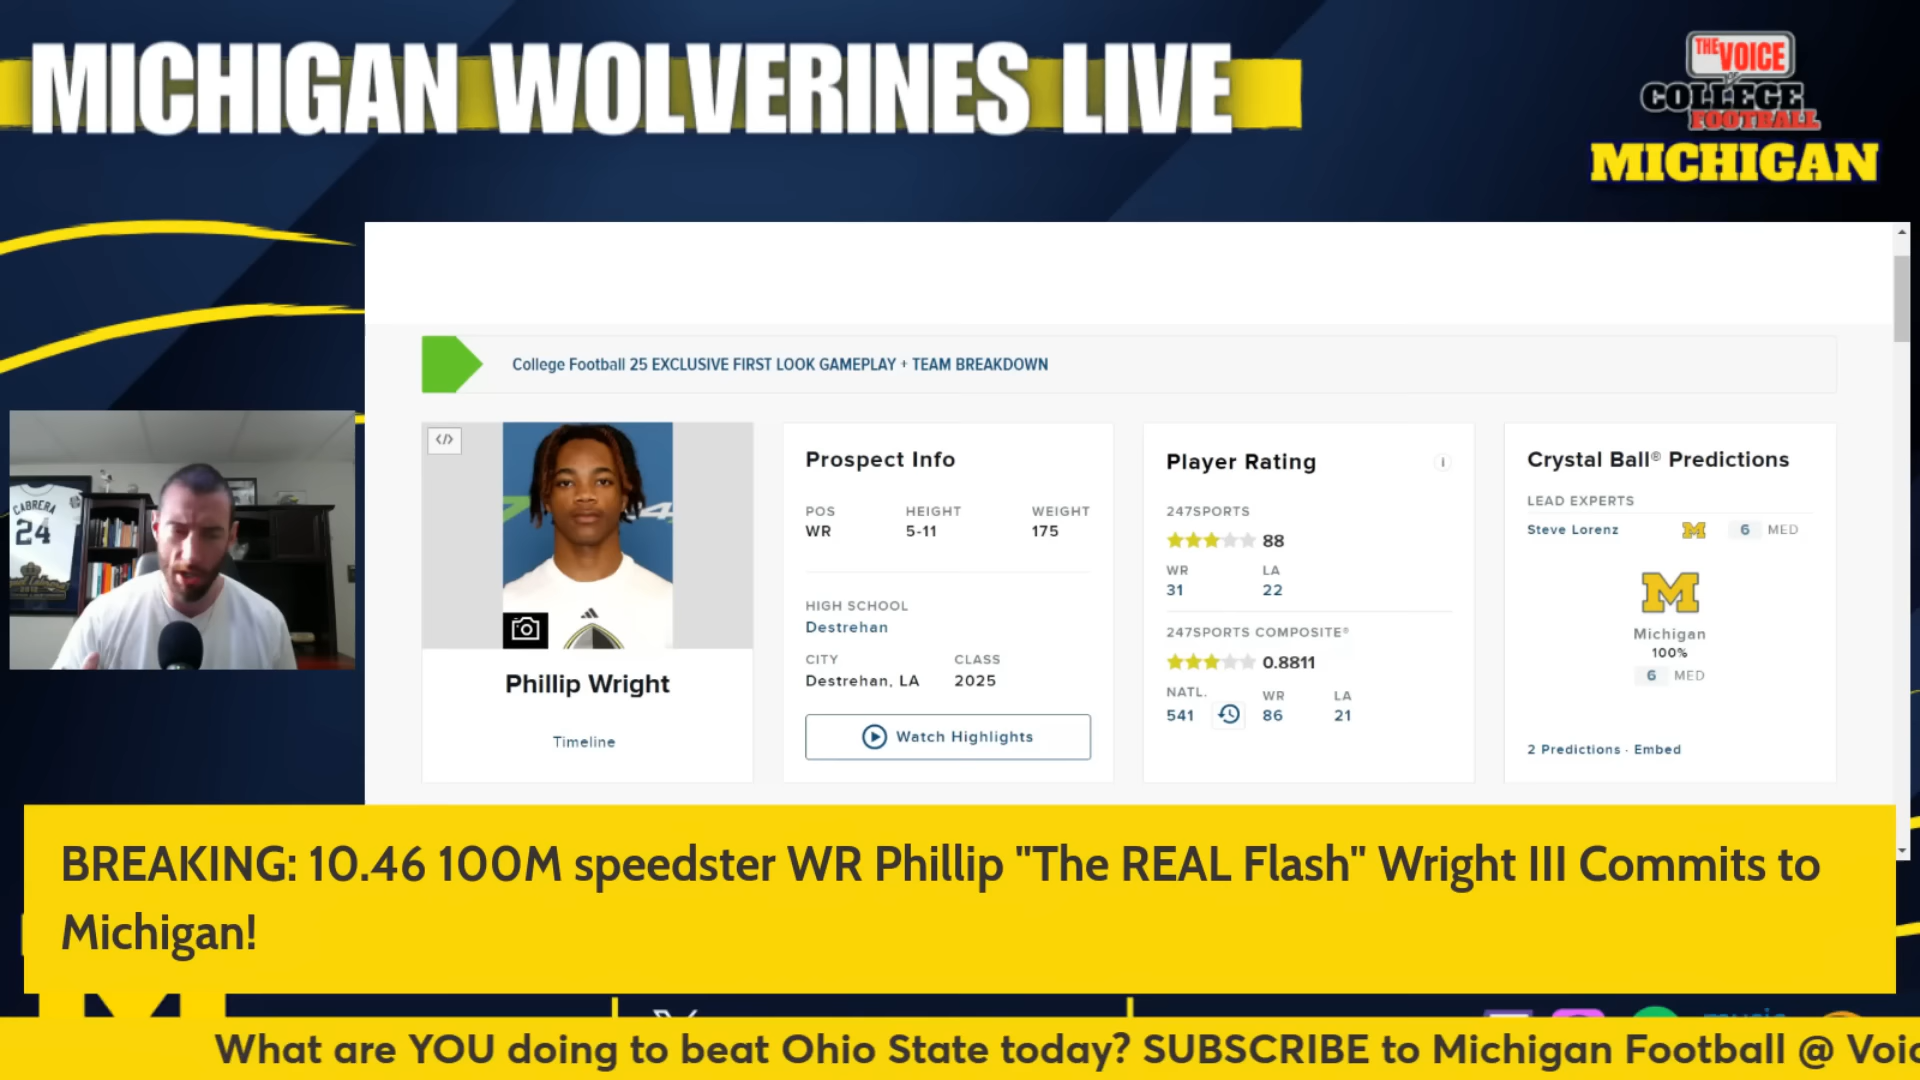 MICHIGAN WOLVERINES LIVE
THE VOICE
OF
COLLEGE
FOOTBALL
MICHIGAN
College Football 25 EXCLUSIVE FIRST LOOK GAMEPLAY + TEAM BREAKDOWN
</>
Phillip Wright
Timeline
Prospect Info
POS HEIGHT WEIGHT
WR 5-11 175
HIGH SCHOOL
Destrehan
CITY CLASS
Destrehan, LA 2025
Watch Highlights
Player Rating
i
247SPORTS
88
WR LA
31 22
247SPORTS COMPOSITE®
0.8811
NATL. WR LA
541 86 21
Crystal Ball® Predictions
LEAD EXPERTS
Steve Lorenz M 6 MED
M
Michigan
100%
6 MED
2 Predictions · Embed
CABRERA
24
BREAKING: 10.46 100M speedster WR Phillip "The REAL Flash" Wright III Commits to
Michigan!
What are YOU doing to beat Ohio State today? SUBSCRIBE to Michigan Football @ Voic